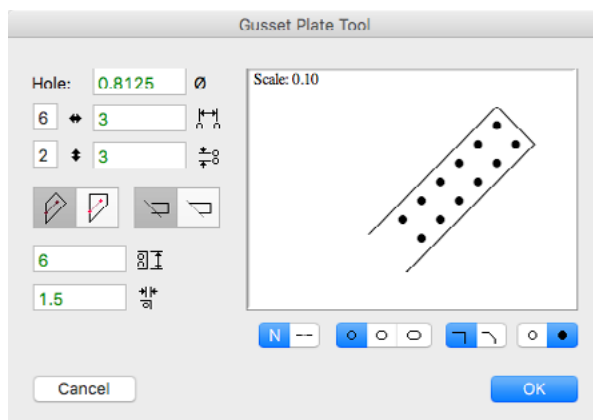 Gusset Plate Tool
Hole: 0.8125 Ø
Scale: 0.10
6 3
2 3
6
1.5
N
Cancel OK